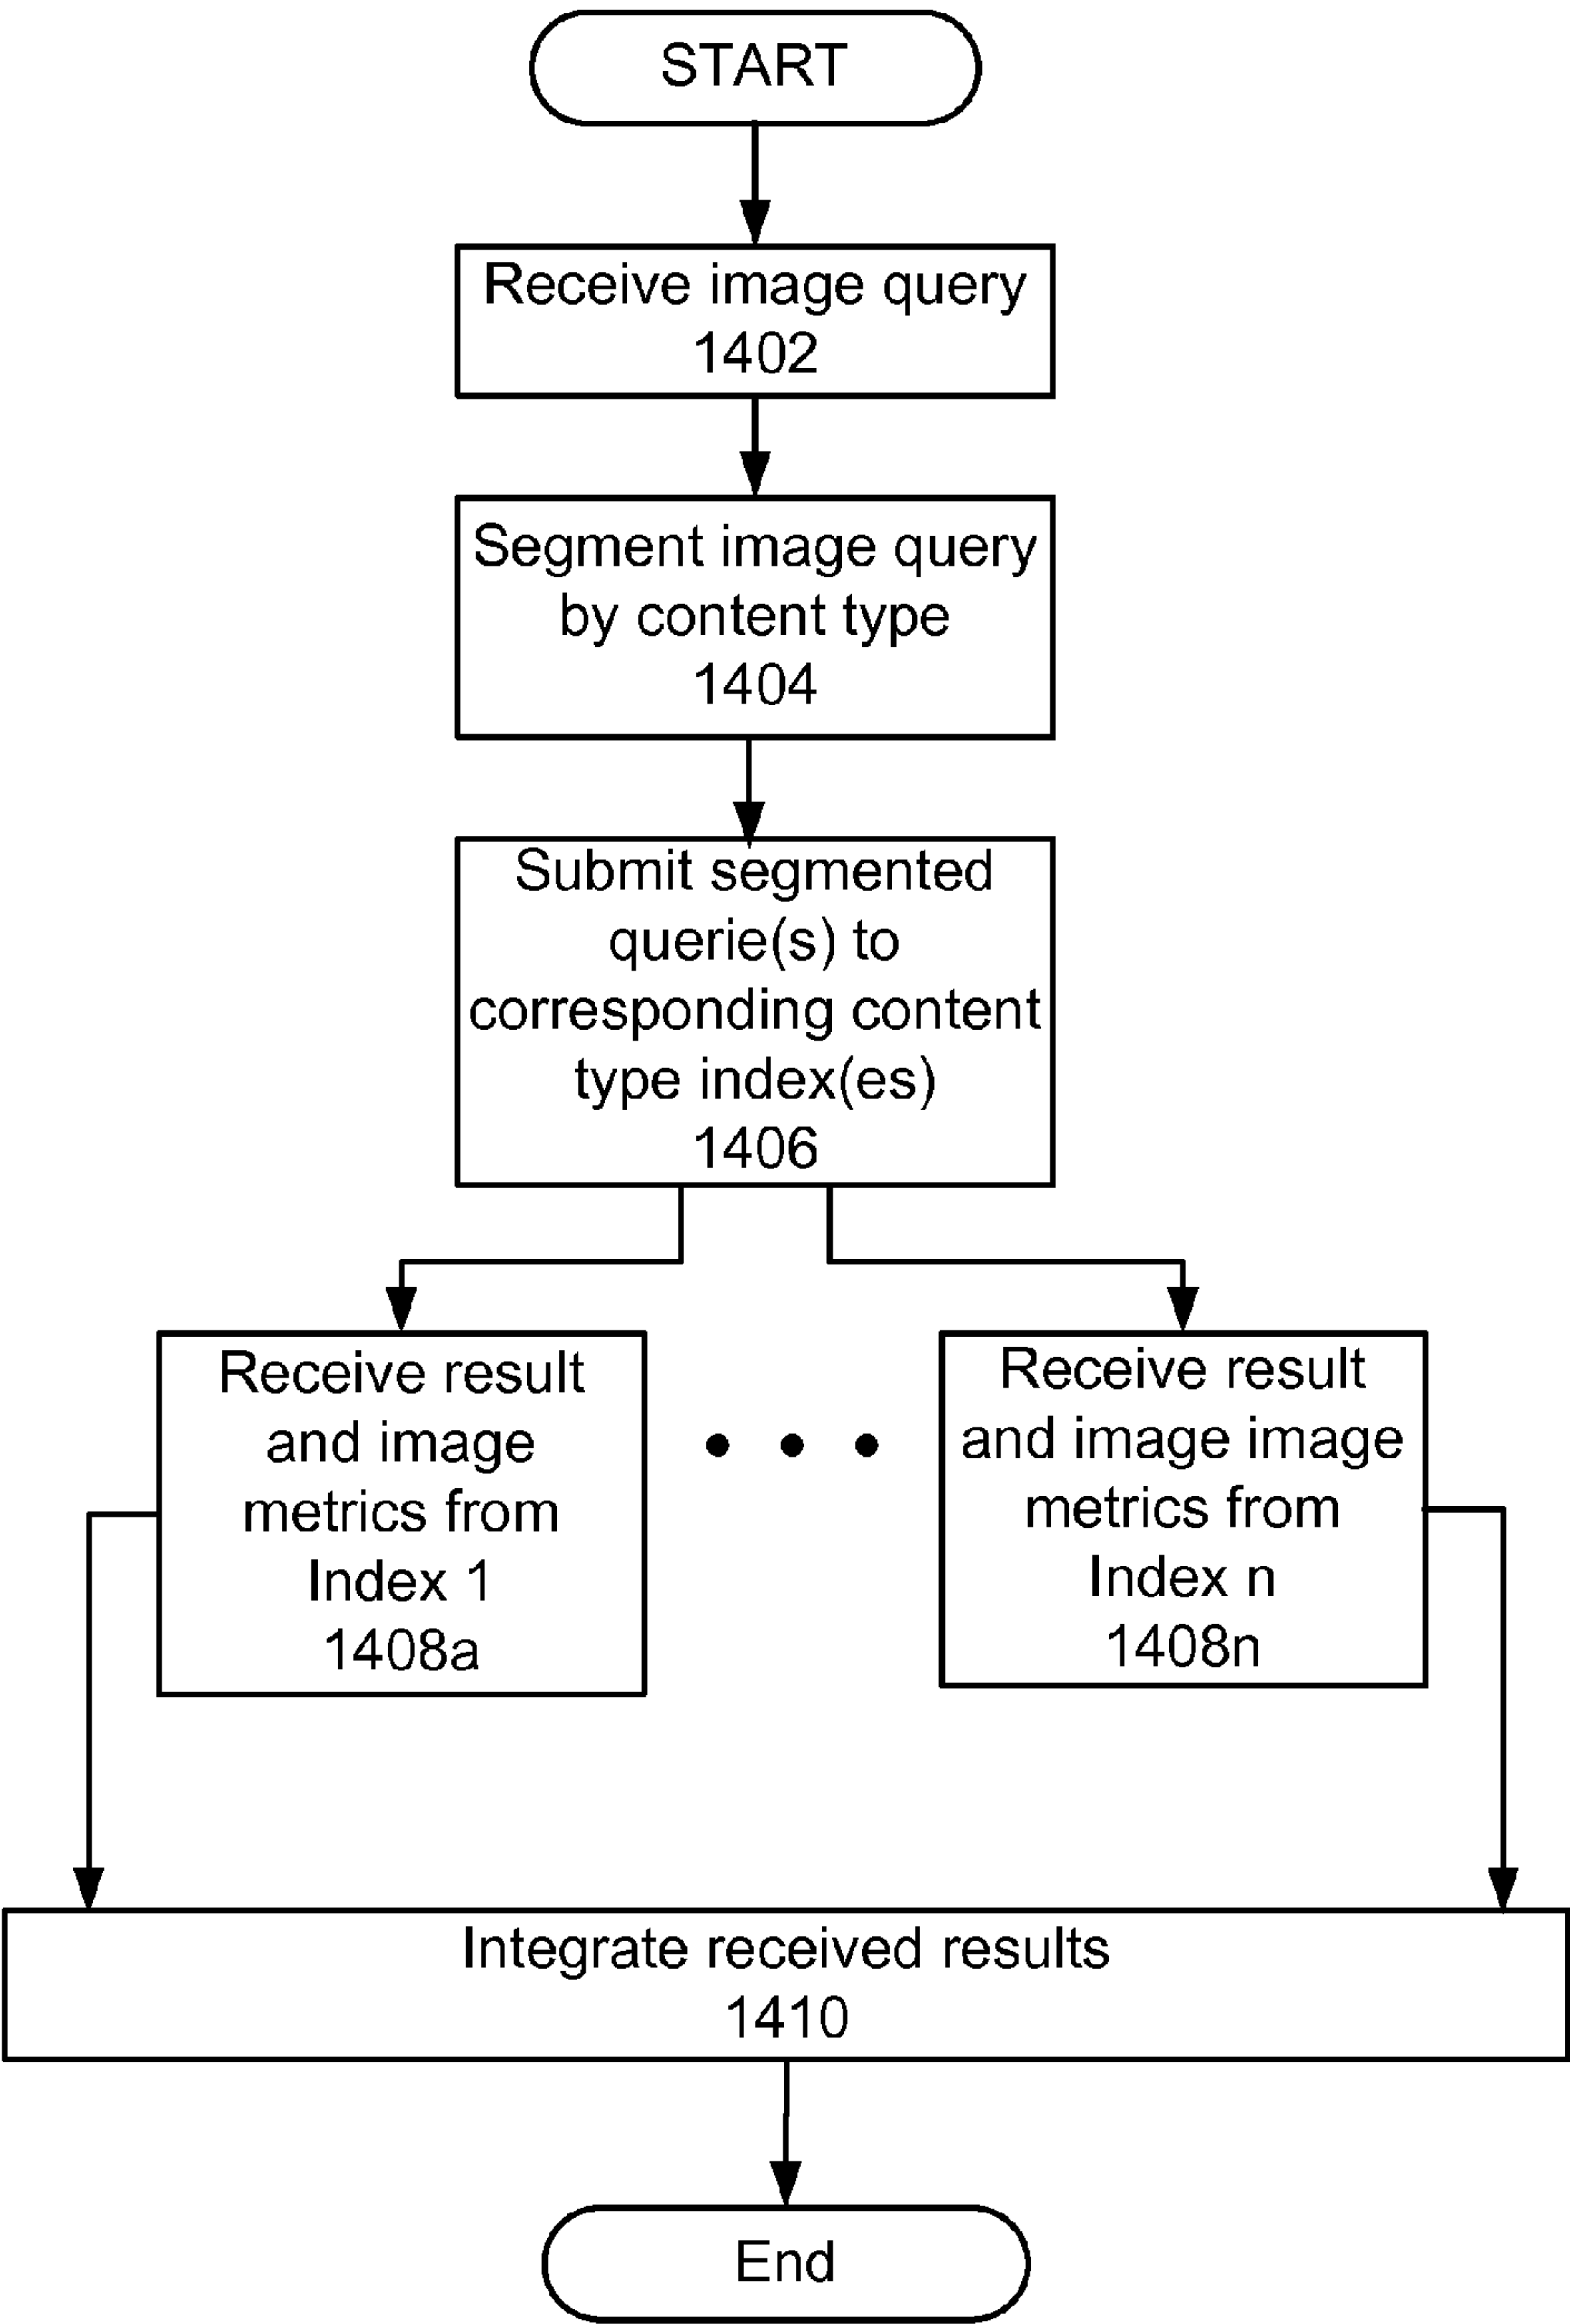 START
Receive image query
1402
Segment image query
by content type
1404
Submit segmented
querie(s) to
corresponding content
type index(es)
1406
Receive result
and image
metrics from
Index 1
1408a
Receive result
and image image
metrics from
Index n
1408n
Integrate received results
1410
End